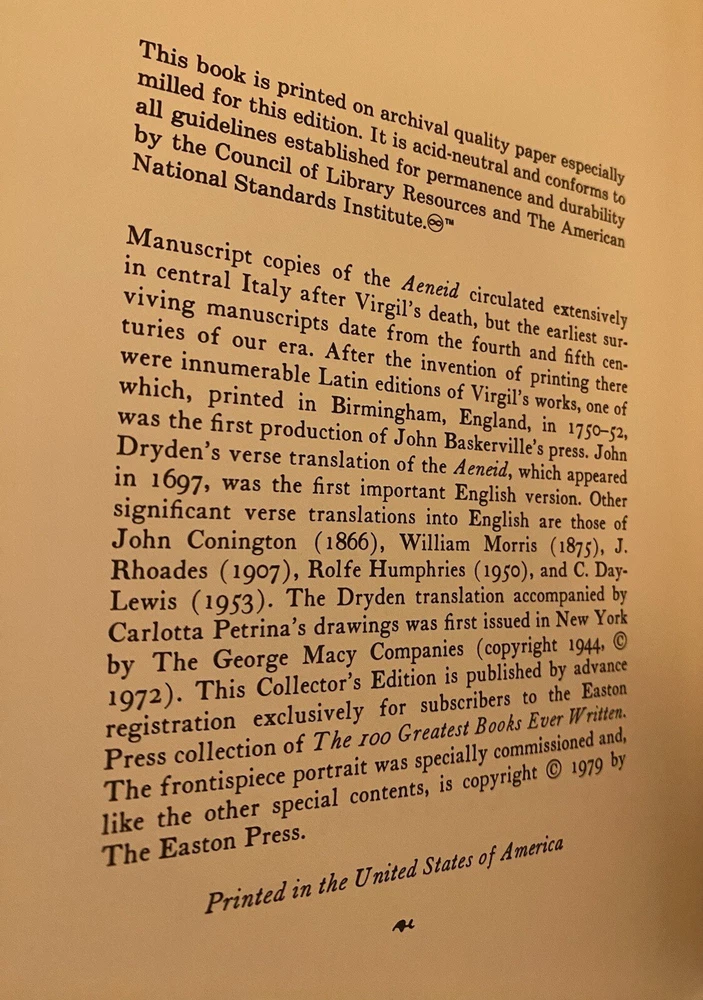 This book is printed on archival quality paper especially
milled for this edition. It is acid-neutral and conforms to
all guidelines established for permanence and durability
by the Council of Library Resources and The American
National Standards Institute.♾™
Manuscript copies of the Aeneid circulated extensively
in central Italy after Virgil's death, but the earliest sur-
viving manuscripts date from the fourth and fifth cen-
turies of our era. After the invention of printing there
were innumerable Latin editions of Virgil's works, one of
which, printed in Birmingham, England, in 1750–52,
was the first production of John Baskerville's press. John
Dryden's verse translation of the Aeneid, which appeared
in 1697, was the first important English version. Other
significant verse translations into English are those of
John Conington (1866), William Morris (1875), J.
Rhoades (1907), Rolfe Humphries (1950), and C. Day-
Lewis (1953). The Dryden translation accompanied by
Carlotta Petrina's drawings was first issued in New York
by The George Macy Companies (copyright 1944, ©
1972). This Collector's Edition is published by advance
registration exclusively for subscribers to the Easton
Press collection of The 100 Greatest Books Ever Written.
The frontispiece portrait was specially commissioned and,
like the other special contents, is copyright © 1979 by
The Easton Press.
Printed in the United States of America